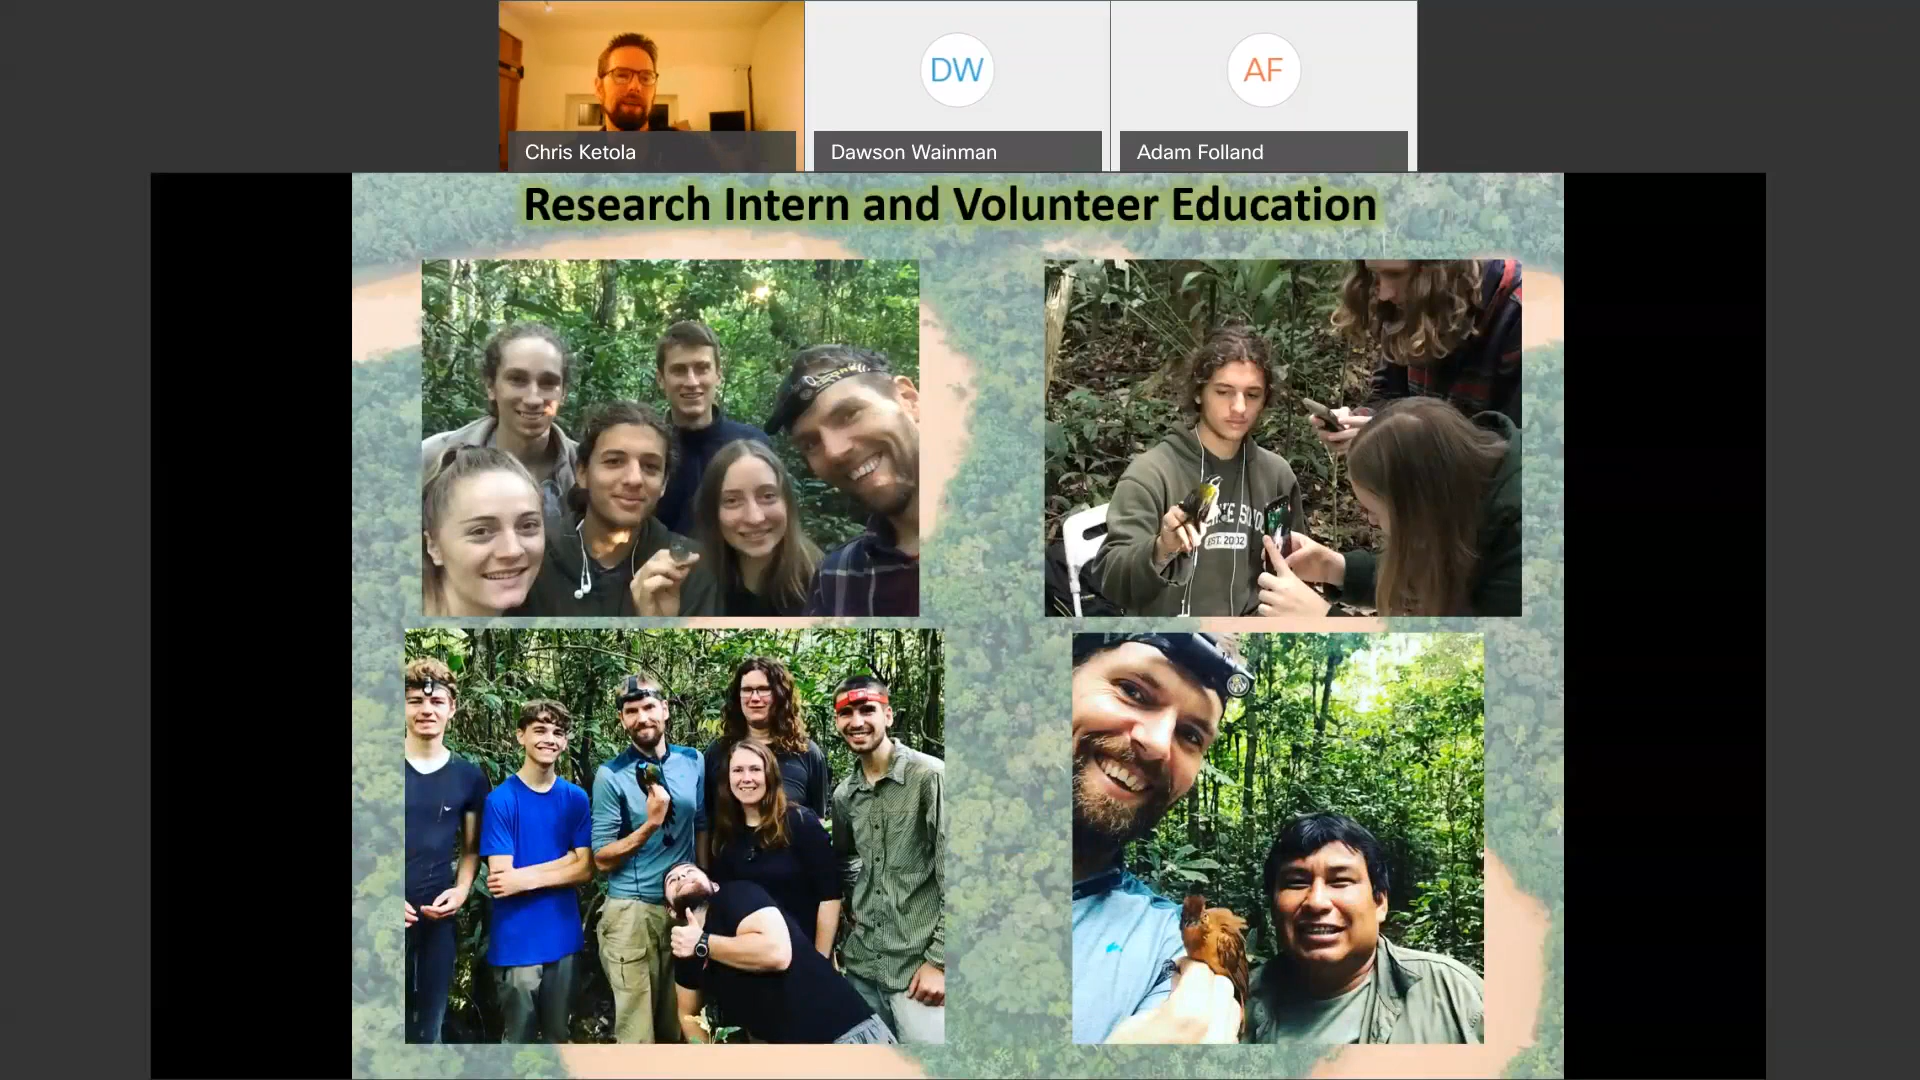 DW
AF
Chris Ketola
Dawson Wainman
Adam Folland
Research Intern and Volunteer Education
EST. 2002